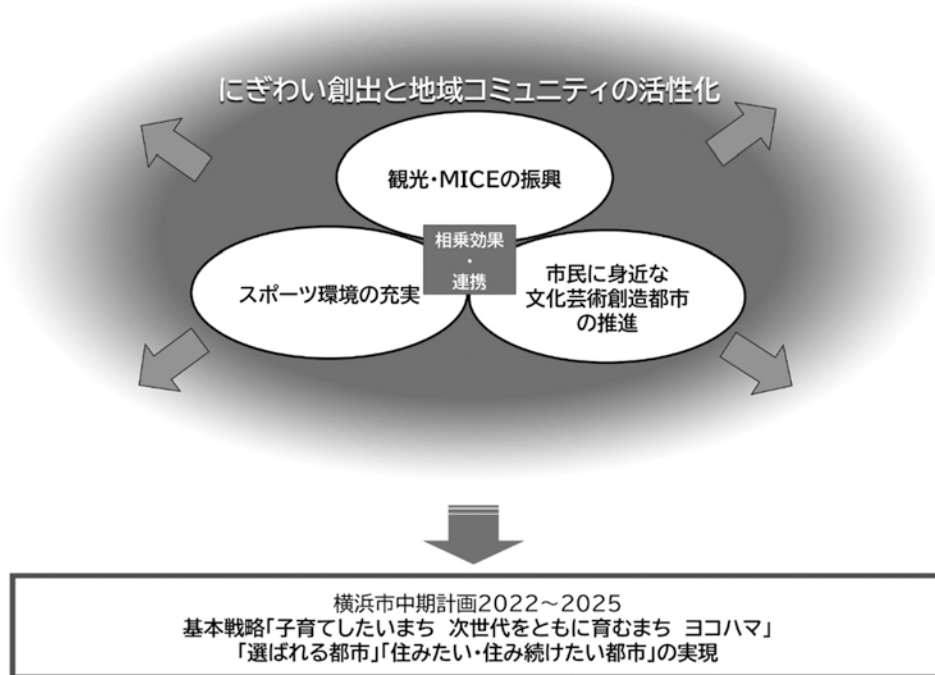 にぎわい創出と地域コミュニティの活性化
観光・MICEの振興
相乗効果
・
連携
スポーツ環境の充実
市民に身近な
文化芸術創造都市
の推進
横浜市中期計画2022～2025
基本戦略「子育てしたいまち 次世代をともに育むまち ヨコハマ」
「選ばれる都市」「住みたい・住み続けたい都市」の実現